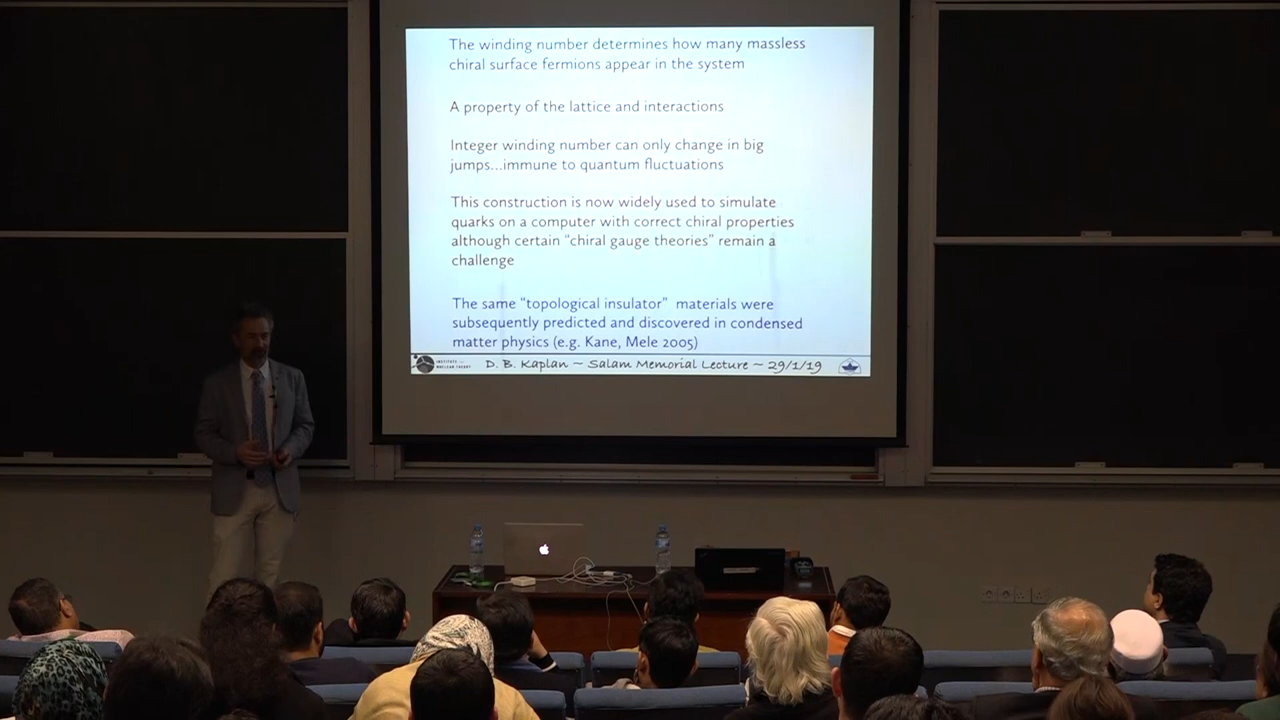 The winding number determines how many massless
chiral surface fermions appear in the system
A property of the lattice and interactions
Integer winding number can only change in big
jumps...immune to quantum fluctuations
This construction is now widely used to simulate
quarks on a computer with correct chiral properties
although certain “chiral gauge theories” remain a
challenge
The same “topological insulator” materials were
subsequently predicted and discovered in condensed
matter physics (e.g. Kane, Mele 2005)
INSTITUTE for
NUCLEAR THEORY
D. B. Kaplan ~ Salam Memorial Lecture ~ 29/1/19